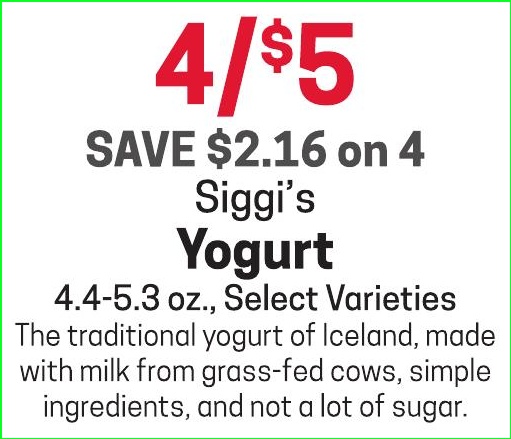 4/$5
SAVE $2.16 on 4
Siggi's
Yogurt
4.4-5.3 oz., Select Varieties
The traditional yogurt of Iceland, made
with milk from grass-fed cows, simple
ingredients, and not a lot of sugar.